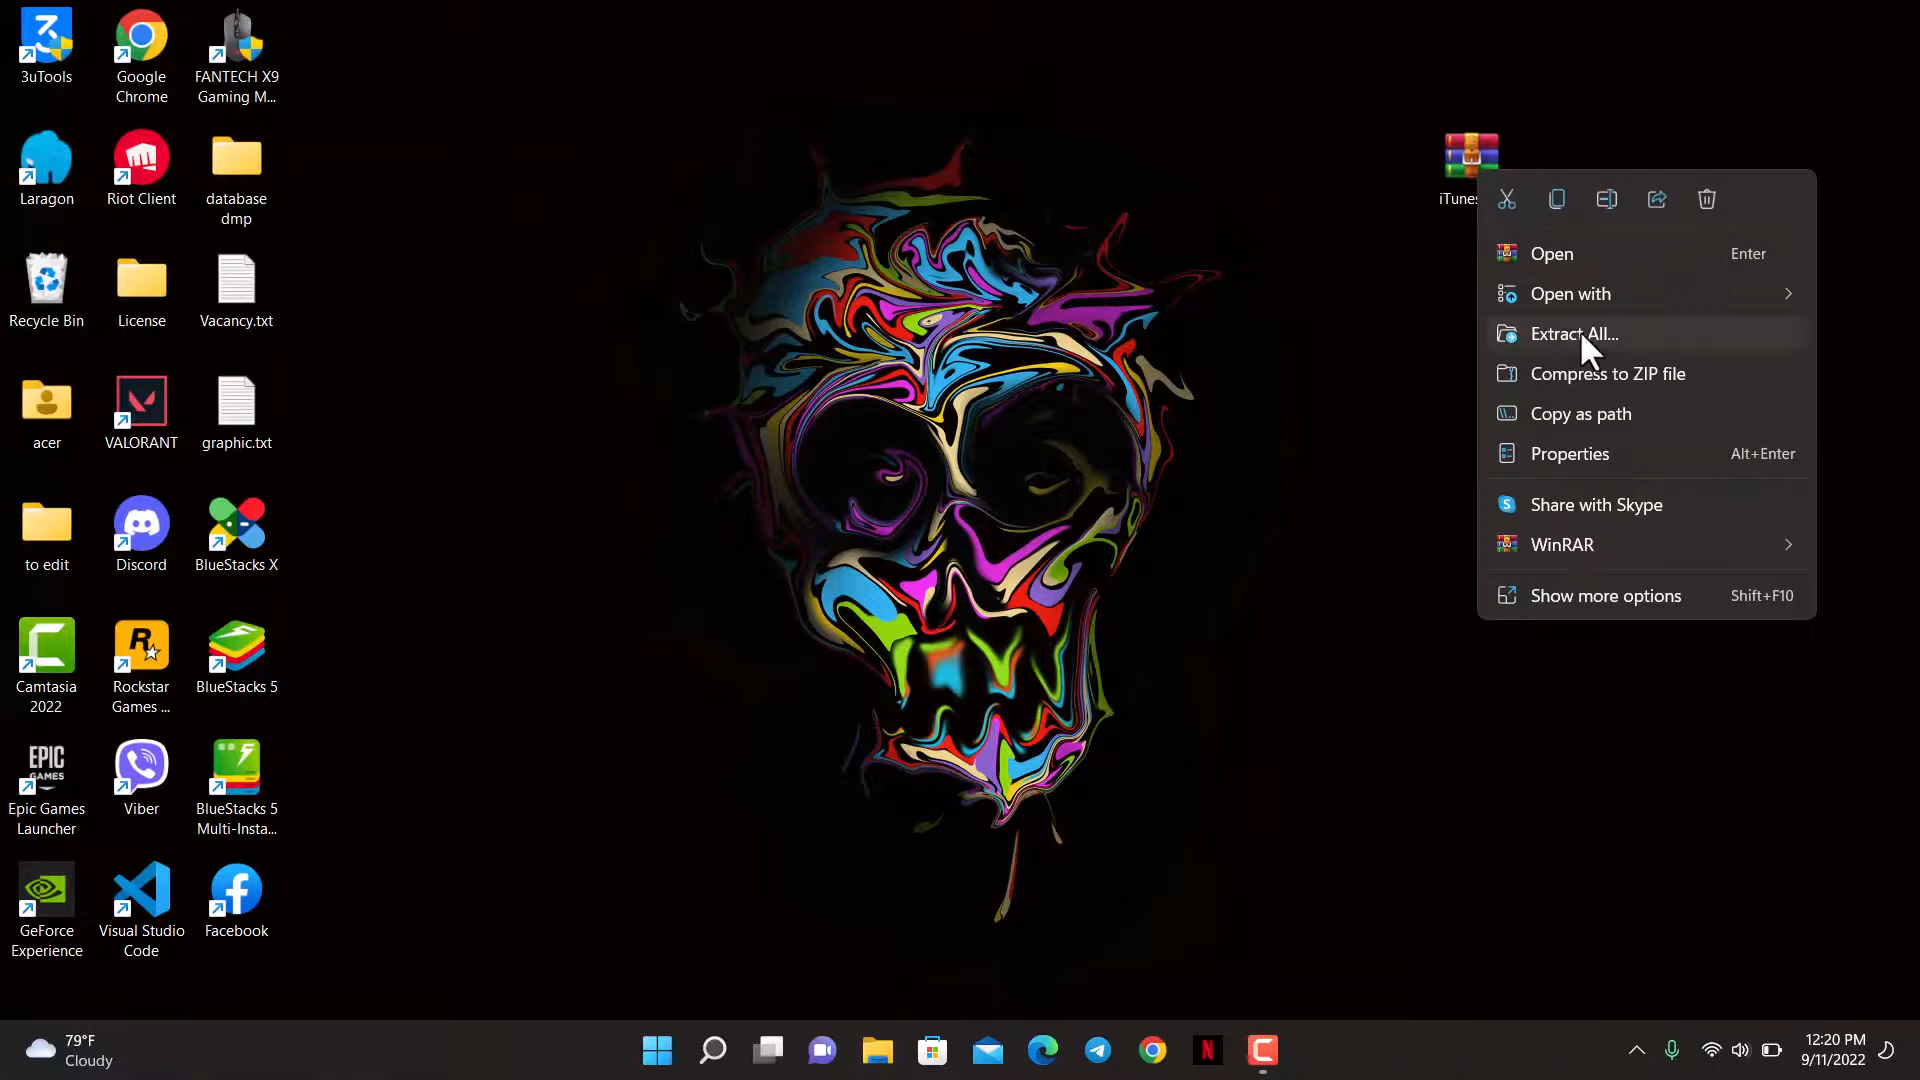 3uTools
Google
Chrome
FANTECH X9
Gaming M...
Laragon
Riot Client
database
dmp
Recycle Bin
License
Vacancy.txt
acer
VALORANT
graphic.txt
to edit
Discord
BlueStacks X
Camtasia
2022
Rockstar
Games ...
BlueStacks 5
EPIC
GAMES
Epic Games
Launcher
Viber
BlueStacks 5
Multi-Insta...
GeForce
Experience
Visual Studio
Code
Facebook
iTunes
Open Enter
Open with
Extract All...
Compress to ZIP file
Copy as path
Properties Alt+Enter
Share with Skype
WinRAR
Show more options Shift+F10
79°F
Cloudy
12:20 PM
9/11/2022